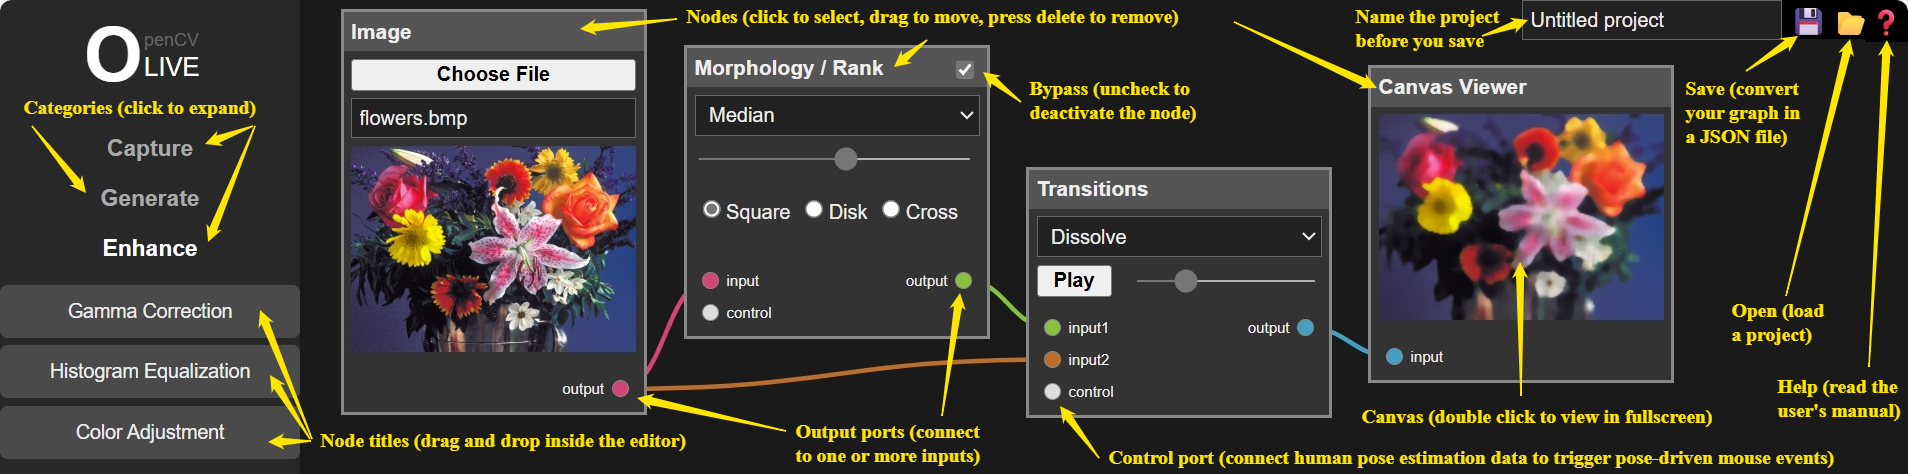 OpenCV
LIVE
Categories (click to expand)
Capture
Generate
Enhance
Gamma Correction
Histogram Equalization
Color Adjustment
Node titles (drag and drop inside the editor)
Image
Choose File
flowers.bmp
output
Nodes (click to select, drag to move, press delete to remove)
Morphology / Rank
Median
Square Disk Cross
input output
control
Bypass (uncheck to
deactivate the node)
Output ports (connect
to one or more inputs)
Transitions
Dissolve
Play
input1 output
input2
control
Control port (connect human pose estimation data to trigger pose-driven mouse events)
Name the project
before you save
Untitled project
Canvas Viewer
input
Canvas (double click to view in fullscreen)
Save (convert
your graph in
a JSON file)
Open (load
a project)
Help (read the
user's manual)